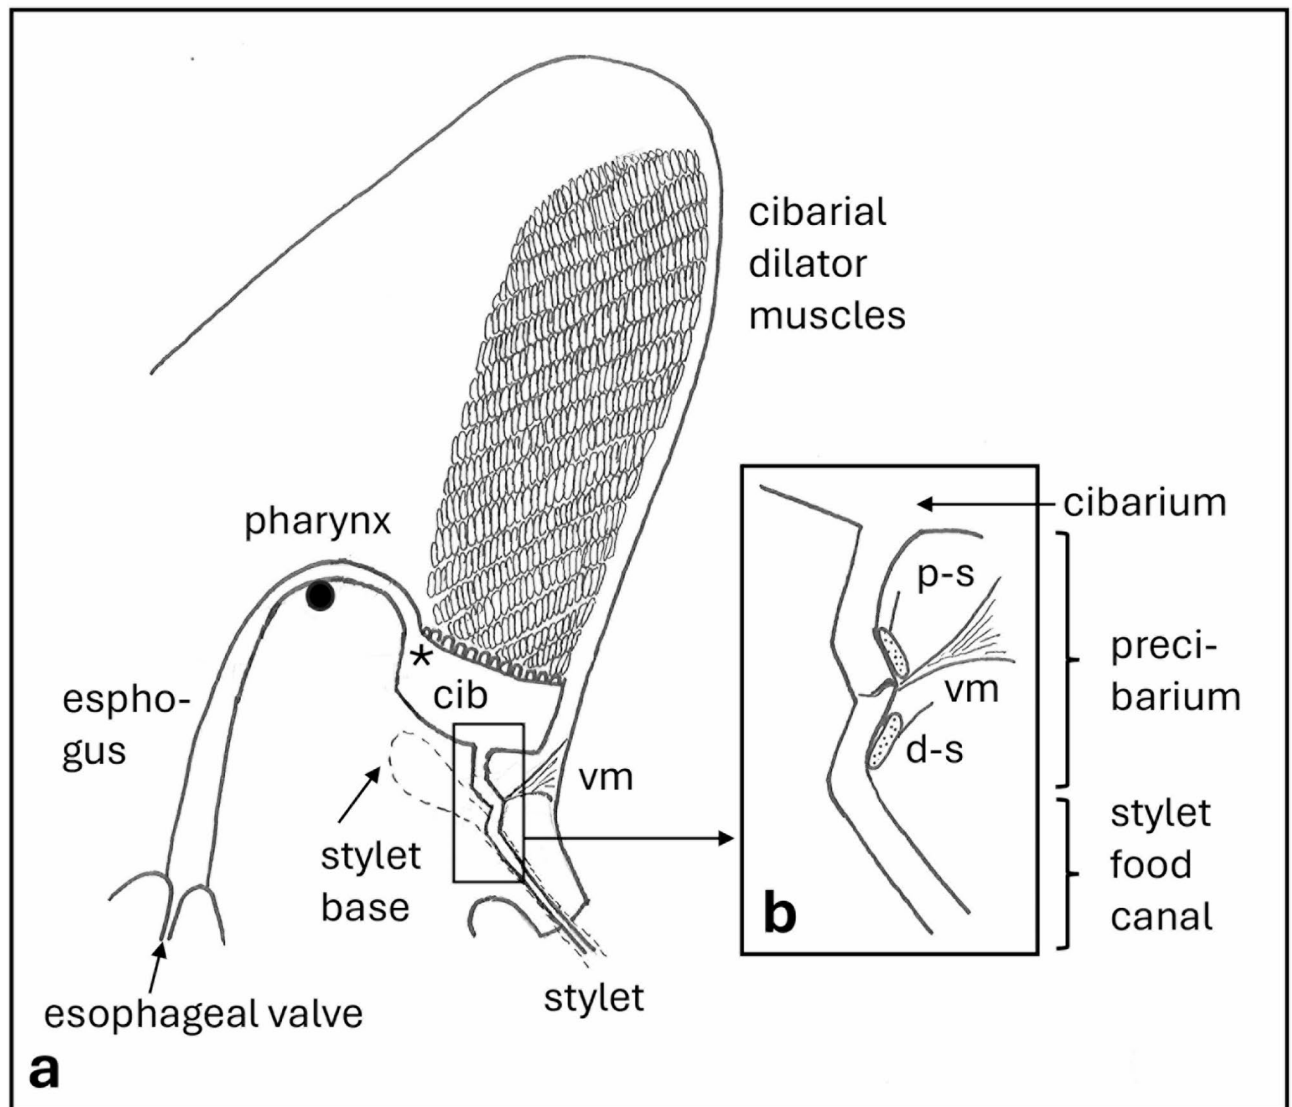 cibarial
dilator
muscles
pharynx
*
cib
espho-
gus
vm
stylet
base
esophageal valve
stylet
a
cibarium
p-s
vm
d-s
preci-
barium
stylet
food
canal
b